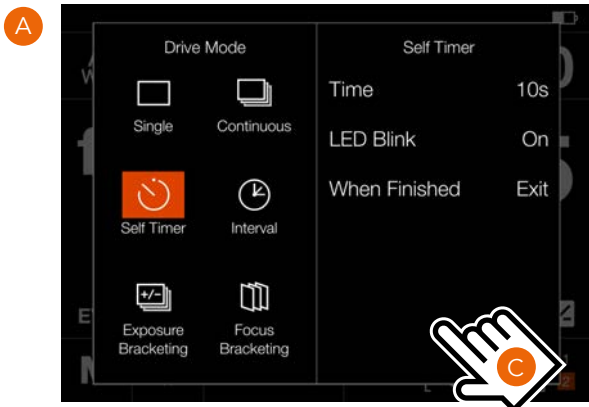 A
Drive Mode
Single
Continuous
Self Timer
Interval
+/-
Exposure
Bracketing
Focus
Bracketing
Self Timer
Time 10s
LED Blink On
When Finished Exit
C